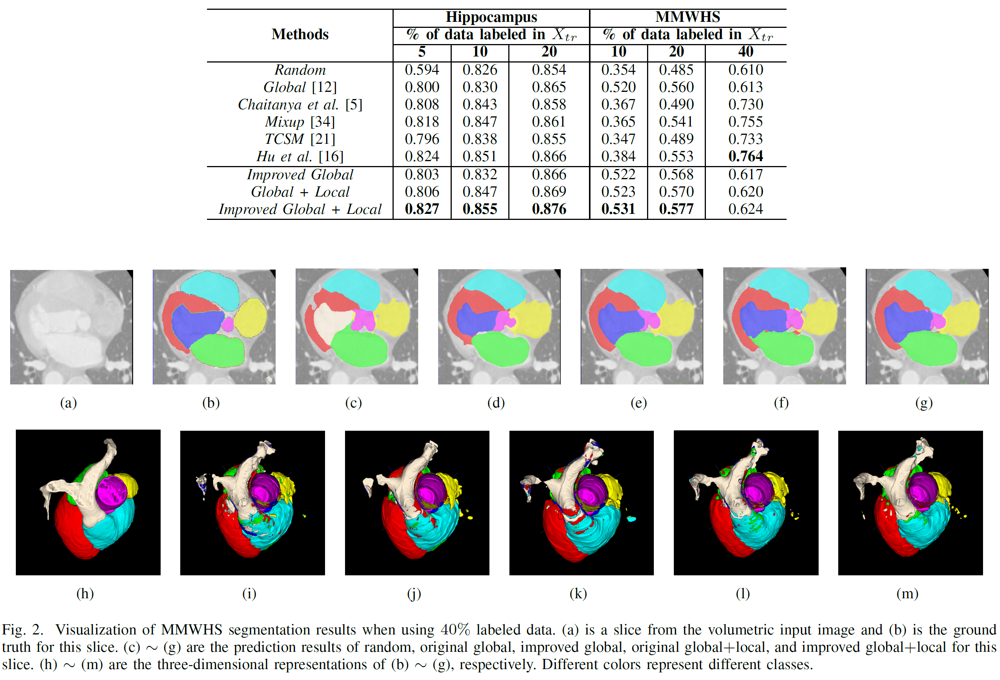 Methods Hippocampus MMWHS
% of data labeled in X_tr % of data labeled in X_tr
5 10 20 10 20 40
Random 0.594 0.826 0.854 0.354 0.485 0.610
Global [12] 0.800 0.830 0.865 0.520 0.560 0.613
Chaitanya et al. [5] 0.808 0.843 0.858 0.367 0.490 0.730
Mixup [34] 0.818 0.847 0.861 0.365 0.541 0.755
TCSM [21] 0.796 0.838 0.855 0.347 0.489 0.733
Hu et al. [16] 0.824 0.851 0.866 0.384 0.553 0.764
Improved Global 0.803 0.832 0.866 0.522 0.568 0.617
Global + Local 0.806 0.847 0.869 0.523 0.570 0.620
Improved Global + Local 0.827 0.855 0.876 0.531 0.577 0.624
(a) (b) (c) (d) (e) (f) (g)
(h) (i) (j) (k) (l) (m)
Fig. 2. Visualization of MMWHS segmentation results when using 40% labeled data. (a) is a slice from the volumetric input image and (b) is the ground
truth for this slice. (c) ∼ (g) are the prediction results of random, original global, improved global, original global+local, and improved global+local for this
slice. (h) ∼ (m) are the three-dimensional representations of (b) ∼ (g), respectively. Different colors represent different classes.